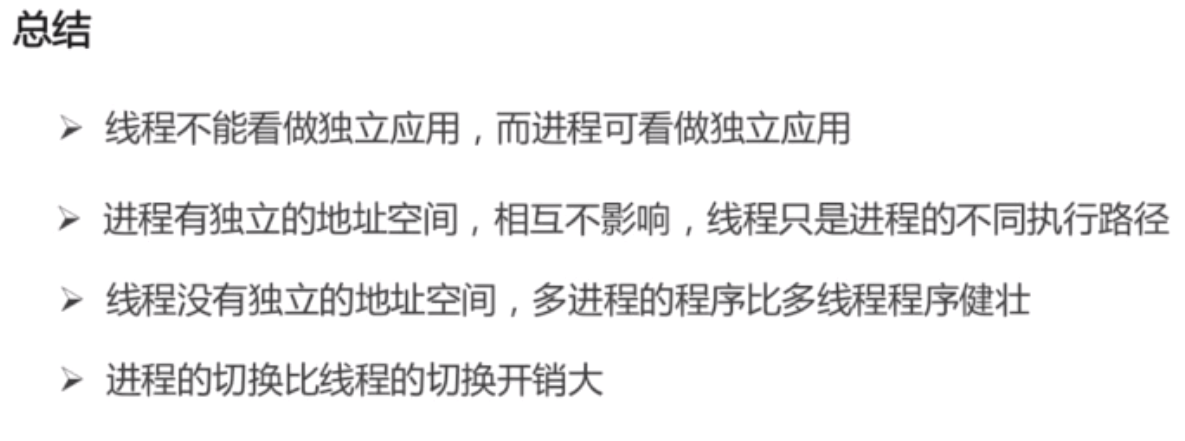 总结
➢ 线程不能看做独立应用，而进程可看做独立应用
➢ 进程有独立的地址空间，相互不影响，线程只是进程的不同执行路径
➢ 线程没有独立的地址空间，多进程的程序比多线程程序健壮
➢ 进程的切换比线程的切换开销大